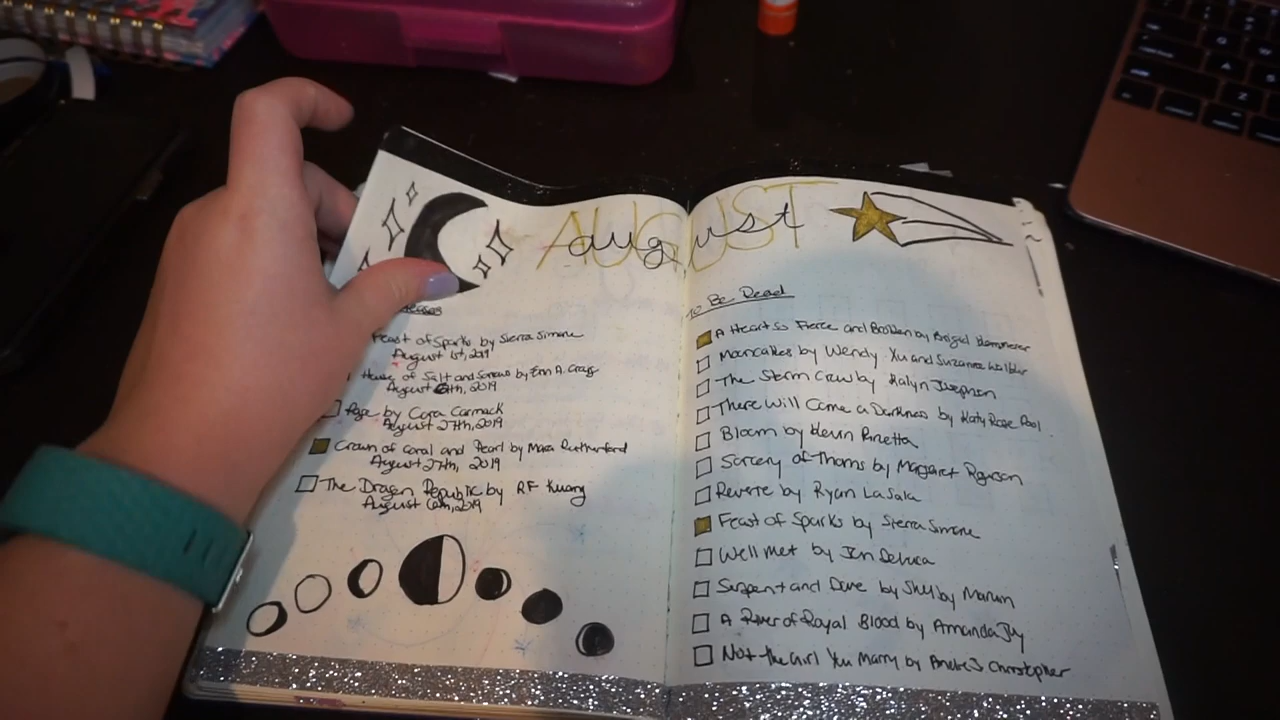 AUGUST
august
Feast of Sparks by Sierra Simone
August 1st, 2019
House of Salt and Sorrows by Erin A. Craig
August 6th, 2019
Rage by Cora Carmack
August 27th, 2019
Crown of Coral and Pearl by Mara Rutherford
August 27th, 2019
The Dragon Republic by RF Kuang
August 6th, 2019
To Be Read
A Heart So Fierce and Broken by Brigid Kemmerer
Mooncakes by Wendy Xu and Suzanne Walker
The Storm Crow by Kalyn Josephson
There Will Come a Darkness by Katy Rose Pool
Bloom by Kevin Panetta
Sorcery of Thorns by Margaret Rogerson
Reverie by Ryan La Sala
Feast of Sparks by Sierra Simone
Well Met by Jen DeLuca
Serpent and Dove by Shelby Mahurin
A River of Royal Blood by Amanda Joy
Not the Girl You Marry by Andie J. Christopher